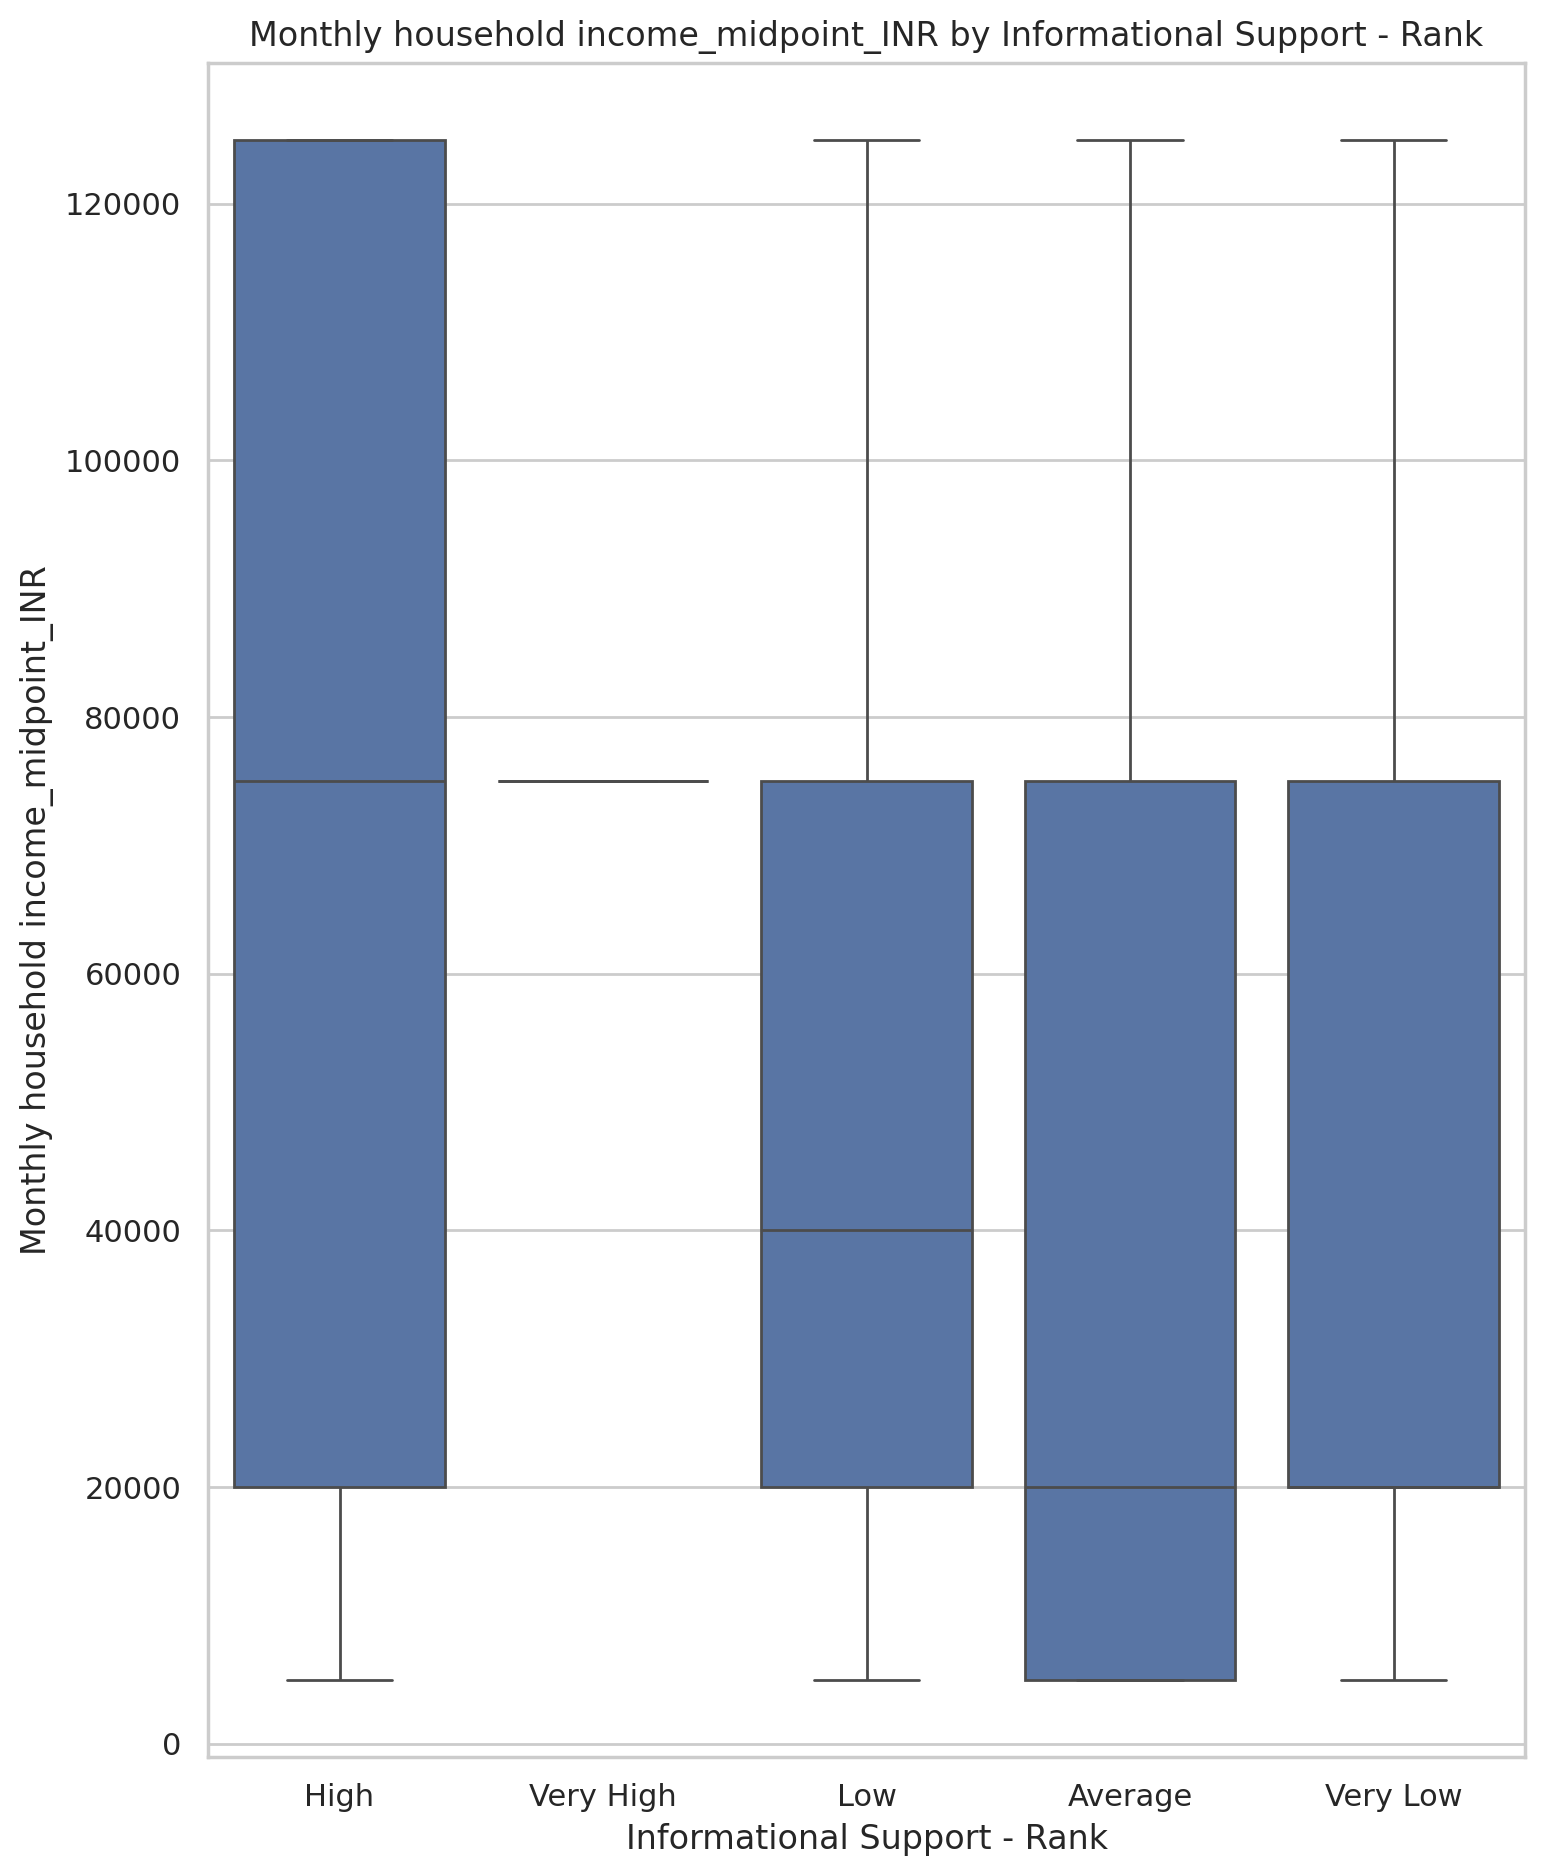 Monthly household income_midpoint_INR by Informational Support - Rank
Monthly household income_midpoint_INR
120000
100000
80000
60000
40000
20000
0
High
Very High
Low
Average
Very Low
Informational Support - Rank